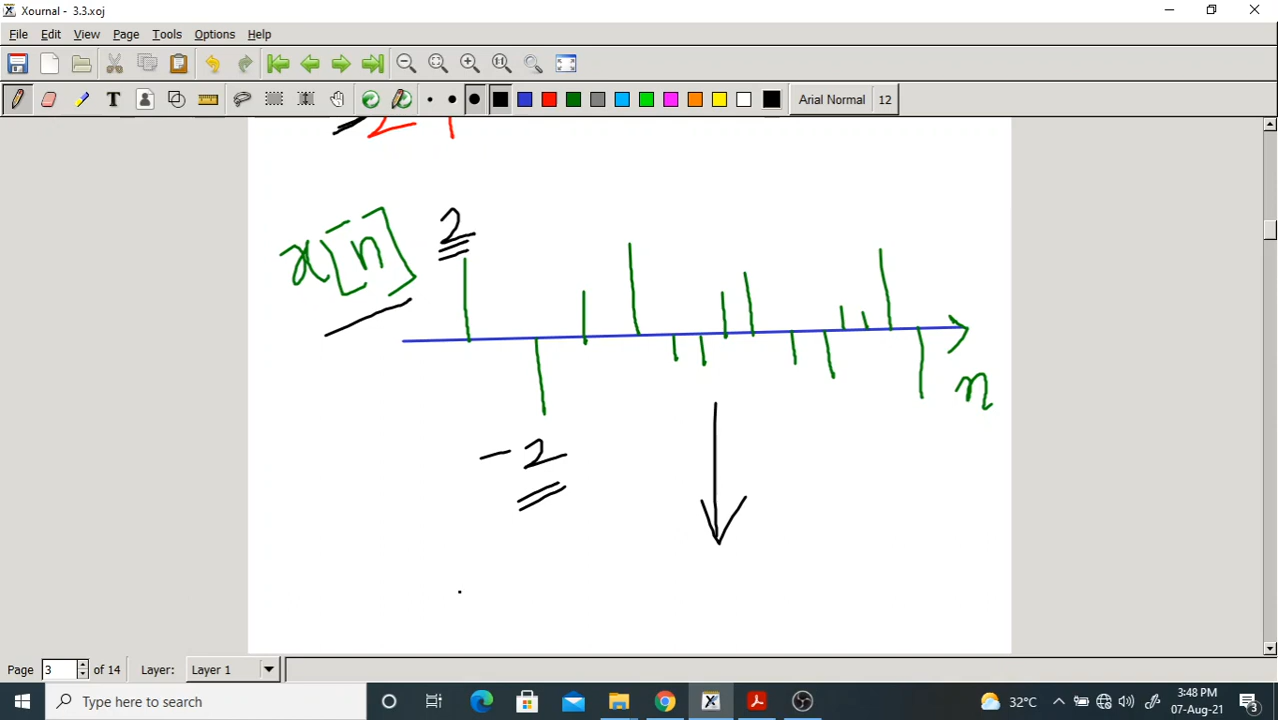 Xournal - 3.3.xoj
File Edit View Page Tools Options Help
Arial Normal 12
x[n]
2
n
-2
Page 3 of 14 Layer: Layer 1
Type here to search
32°C
3:48 PM
07-Aug-21
3